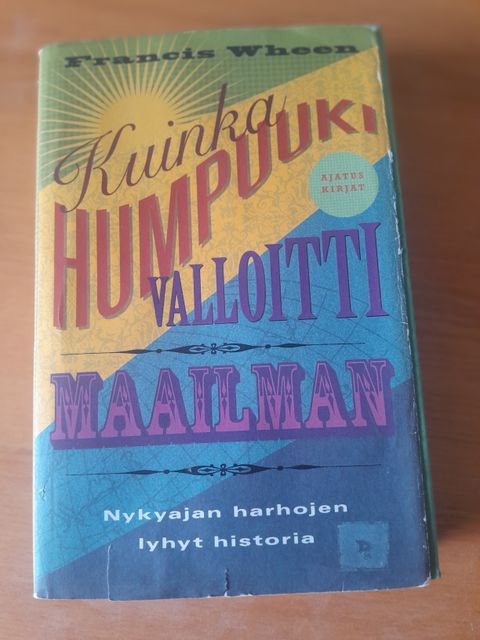 Francis Wheen
Kuinka
HUMPUUKI
AJATUS
KIRJAT
VALLOITTI
MAAILMAN
Nykyajan harhojen
lyhyt historia